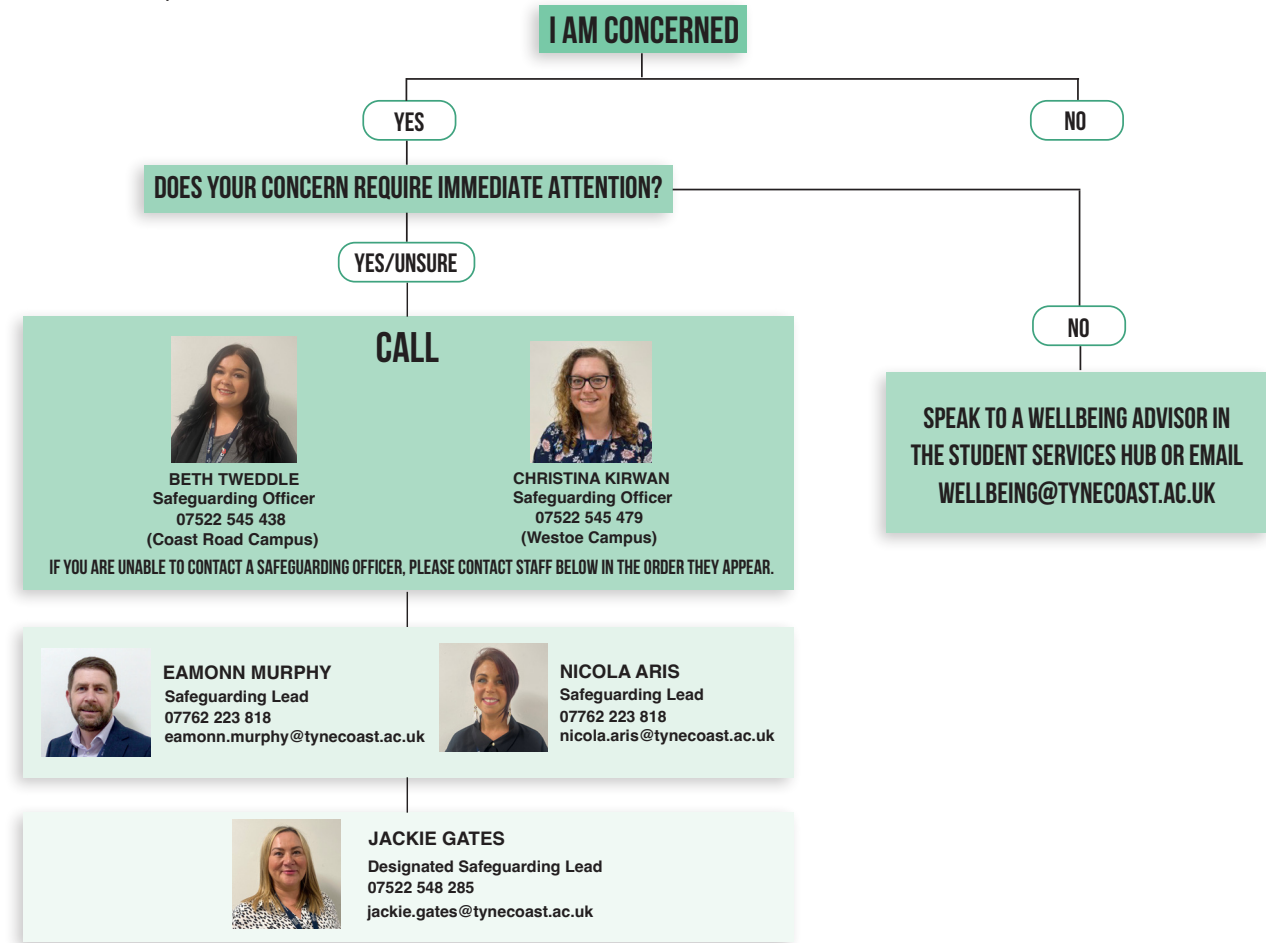 I AM CONCERNED
YES
NO
DOES YOUR CONCERN REQUIRE IMMEDIATE ATTENTION?
YES/UNSURE
NO
CALL
BETH TWEDDLE
Safeguarding Officer
07522 545 438
(Coast Road Campus)
CHRISTINA KIRWAN
Safeguarding Officer
07522 545 479
(Westoe Campus)
IF YOU ARE UNABLE TO CONTACT A SAFEGUARDING OFFICER, PLEASE CONTACT STAFF BELOW IN THE ORDER THEY APPEAR.
SPEAK TO A WELLBEING ADVISOR IN
THE STUDENT SERVICES HUB OR EMAIL
WELLBEING@TYNECOAST.AC.UK
EAMONN MURPHY
Safeguarding Lead
07762 223 818
eamonn.murphy@tynecoast.ac.uk
NICOLA ARIS
Safeguarding Lead
07762 223 818
nicola.aris@tynecoast.ac.uk
JACKIE GATES
Designated Safeguarding Lead
07522 548 285
jackie.gates@tynecoast.ac.uk